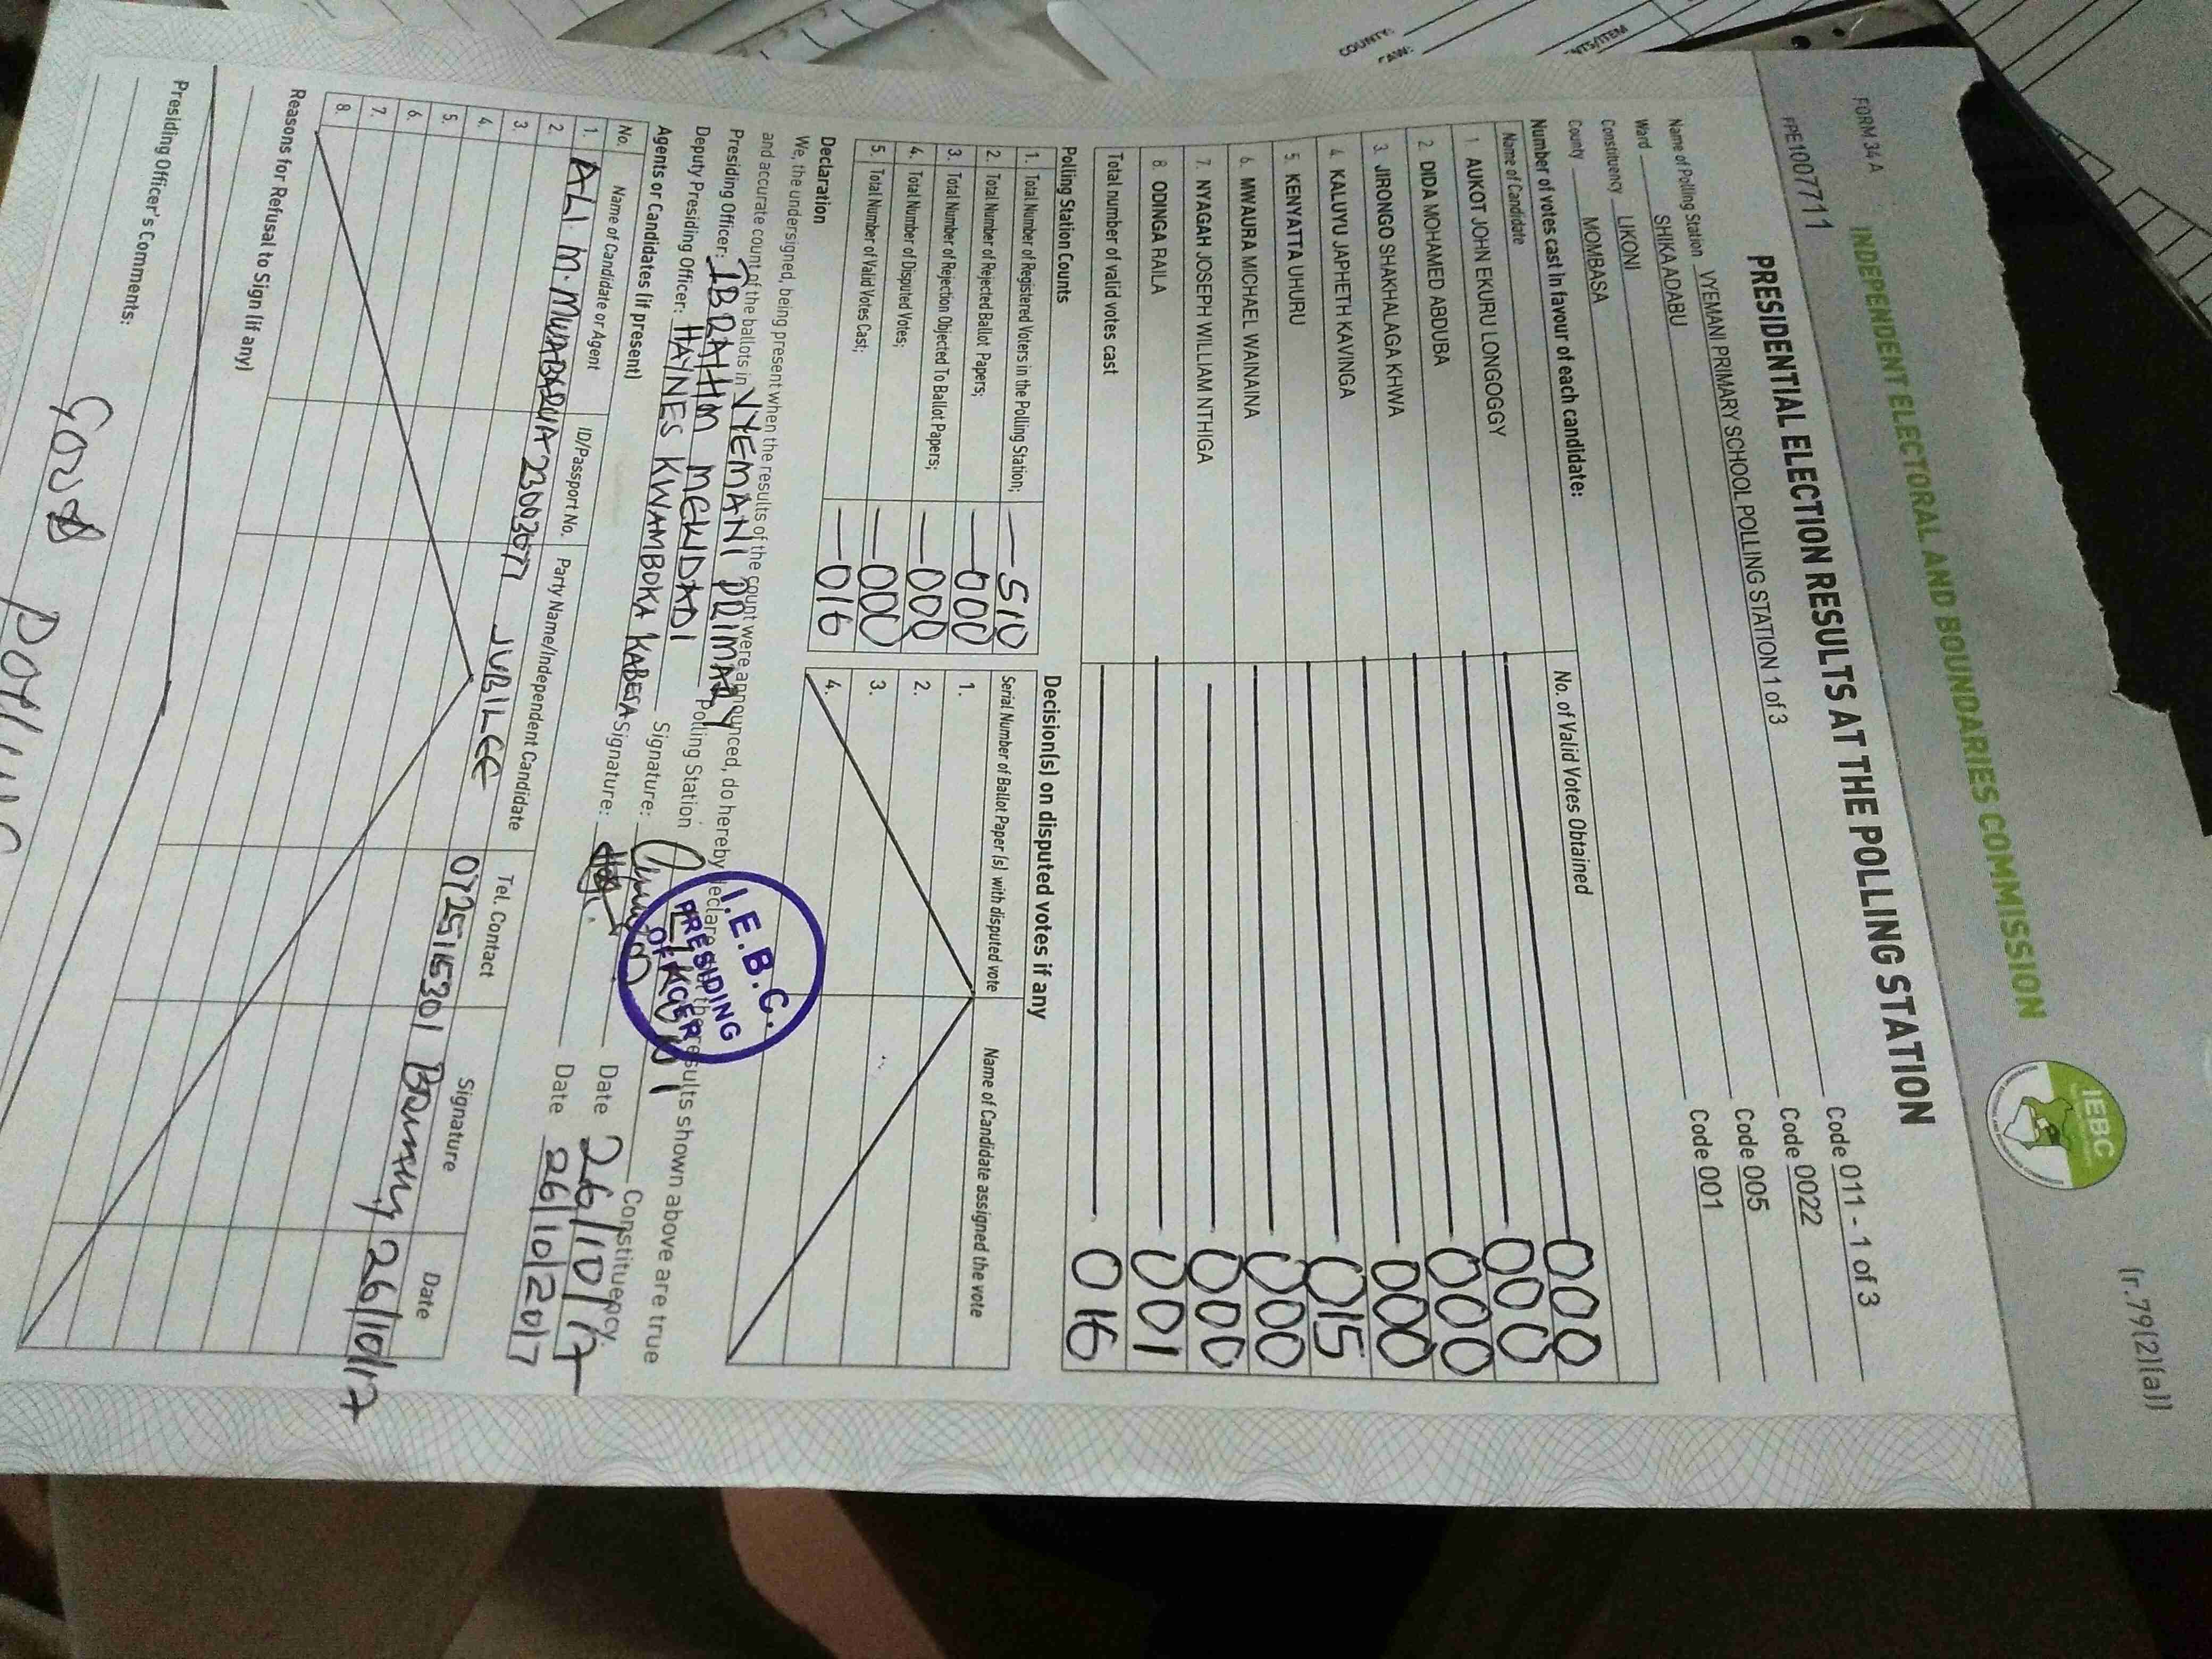 (r.79(2)(a))
IEBC
INDEPENDENT ELECTORAL AND BOUNDARIES COMMISSION
FORM 34A
PRESIDENTIAL ELECTION RESULTS AT THE POLLING STATION
FPE1007711
Name of Polling Station VYEMANI PRIMARY SCHOOL POLLING STATION 1 of 3 Code 011 - 1 of 3
Ward SHIKA ADABU Code 0022
Constituency LIKONI Code 005
County MOMBASA Code 001
Number of votes cast in favour of each candidate:
Name of Candidate No. of Valid Votes Obtained
1. AUKOT JOHN EKURU LONGOGGY 000
2. DIDA MOHAMED ABDUBA 000
3. JIRONGO SHAKHALAGA KHWA 000
4. KALUYU JAPHETH KAVINGA 000
5. KENYATTA UHURU 015
6. MWAURA MICHAEL WAINAINA 000
7. NYAGAH JOSEPH WILLIAM NTHIGA 000
8. ODINGA RAILA 001
Total number of valid votes cast 016
Polling Station Counts
1. Total Number of Registered Voters in the Polling Station; 510
2. Total Number of Rejected Ballot Papers; 000
3. Total Number of Rejection Objected To Ballot Papers; 000
4. Total Number of Disputed Votes; 000
5. Total Number of Valid Votes Cast; 016
Decision(s) on disputed votes if any
Serial Number of Ballot Paper (s) with disputed vote Name of Candidate assigned the vote
1.
2.
3.
4.
Declaration
We, the undersigned, being present when the results of the count were announced, do hereby declare that the results shown above are true
and accurate count of the ballots in VYEMANI PRIMARY Polling Station LIKONI Constituency.
Presiding Officer: IBRAHIM MEKIDADI Signature: Date 26/10/17
Deputy Presiding Officer: HAYNES KWAMBOKA KABESA Signature: Date 26/10/2017
I.E.B.C.
PRESIDING
OFFICER
Agents or Candidates (if present)
No. Name of Candidate or Agent ID/Passport No. Party Name/Independent Candidate Tel. Contact Signature Date
1. ALI M. MWABARUA 23003077 JUBILEE 0725116301 26/10/17
2.
3.
4.
5.
6.
7.
8.
Reasons for Refusal to Sign (if any)
Presiding Officer's Comments:
GOOD
COUNTY: